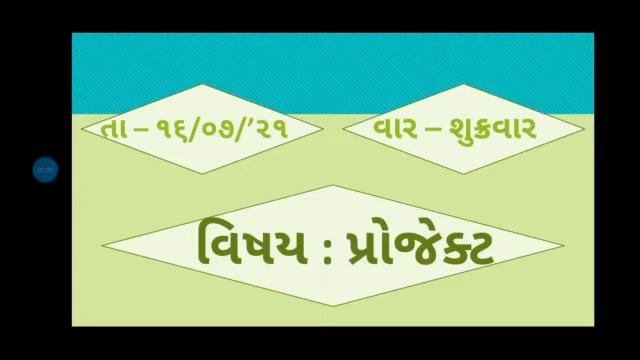 તા – ૧૬/૦૭/’૨૧
વાર – શુક્રવાર
વિષય : પ્રોજેક્ટ